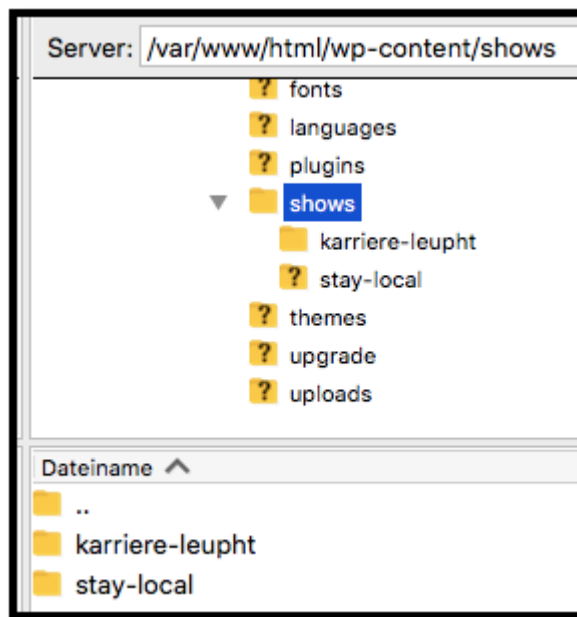 Server: /var/www/html/wp-content/shows
fonts
languages
plugins
shows
karriere-leupht
stay-local
themes
upgrade
uploads
Dateiname
..
karriere-leupht
stay-local